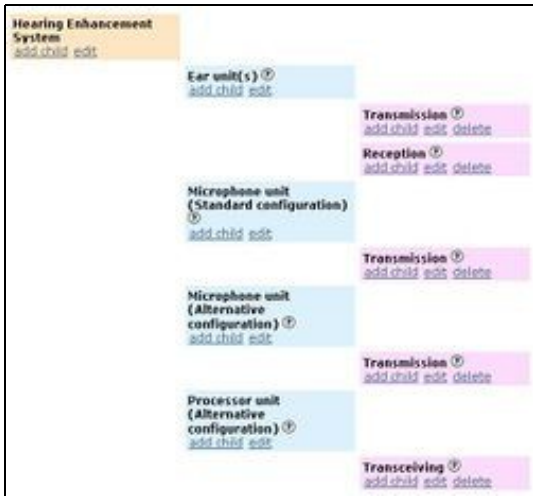 Hearing Enhancement
System
add child edit
Ear unit(s) ?
add child edit
Transmission ?
add child edit delete
Reception ?
add child edit delete
Microphone unit
(Standard configuration)
?
add child edit
Transmission ?
add child edit delete
Microphone unit
(Alternative
configuration) ?
add child edit
Transmission ?
add child edit delete
Processor unit
(Alternative
configuration) ?
add child edit
Transceiving ?
add child edit delete